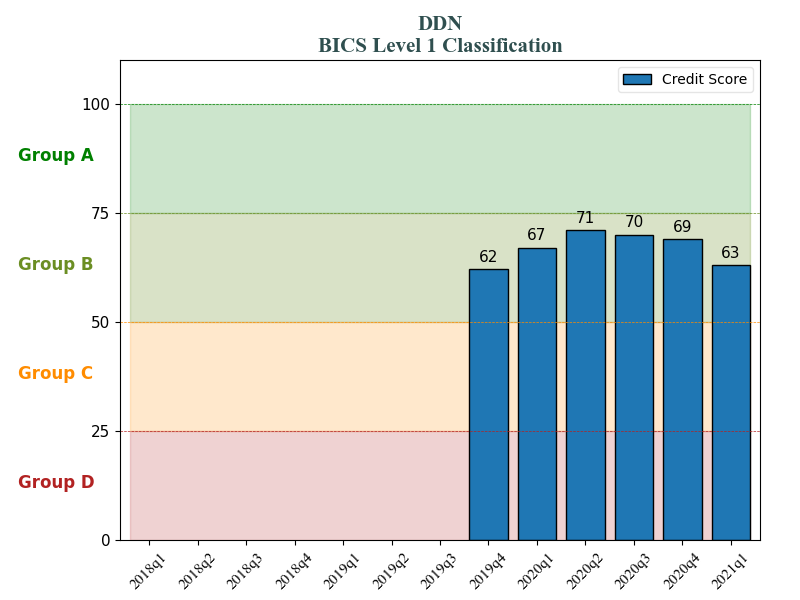 DDN
BICS Level 1 Classification
Credit Score
100
Group A
75
71
70
69
67
63
62
Group B
50
Group C
25
Group D
0
2018q1
2018q2
2018q3
2018q4
2019q1
2019q2
2019q3
2019q4
2020q1
2020q2
2020q3
2020q4
2021q1